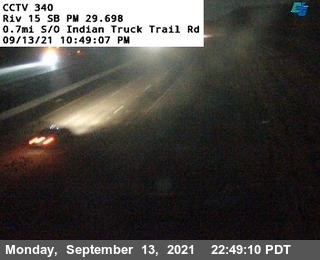 CCTV 340
Riv 15 SB PM 29.698
0.7mi S/O Indian Truck Trail Rd
09/13/21 10:49:07 PM
Monday, September 13, 2021 22:49:10 PDT